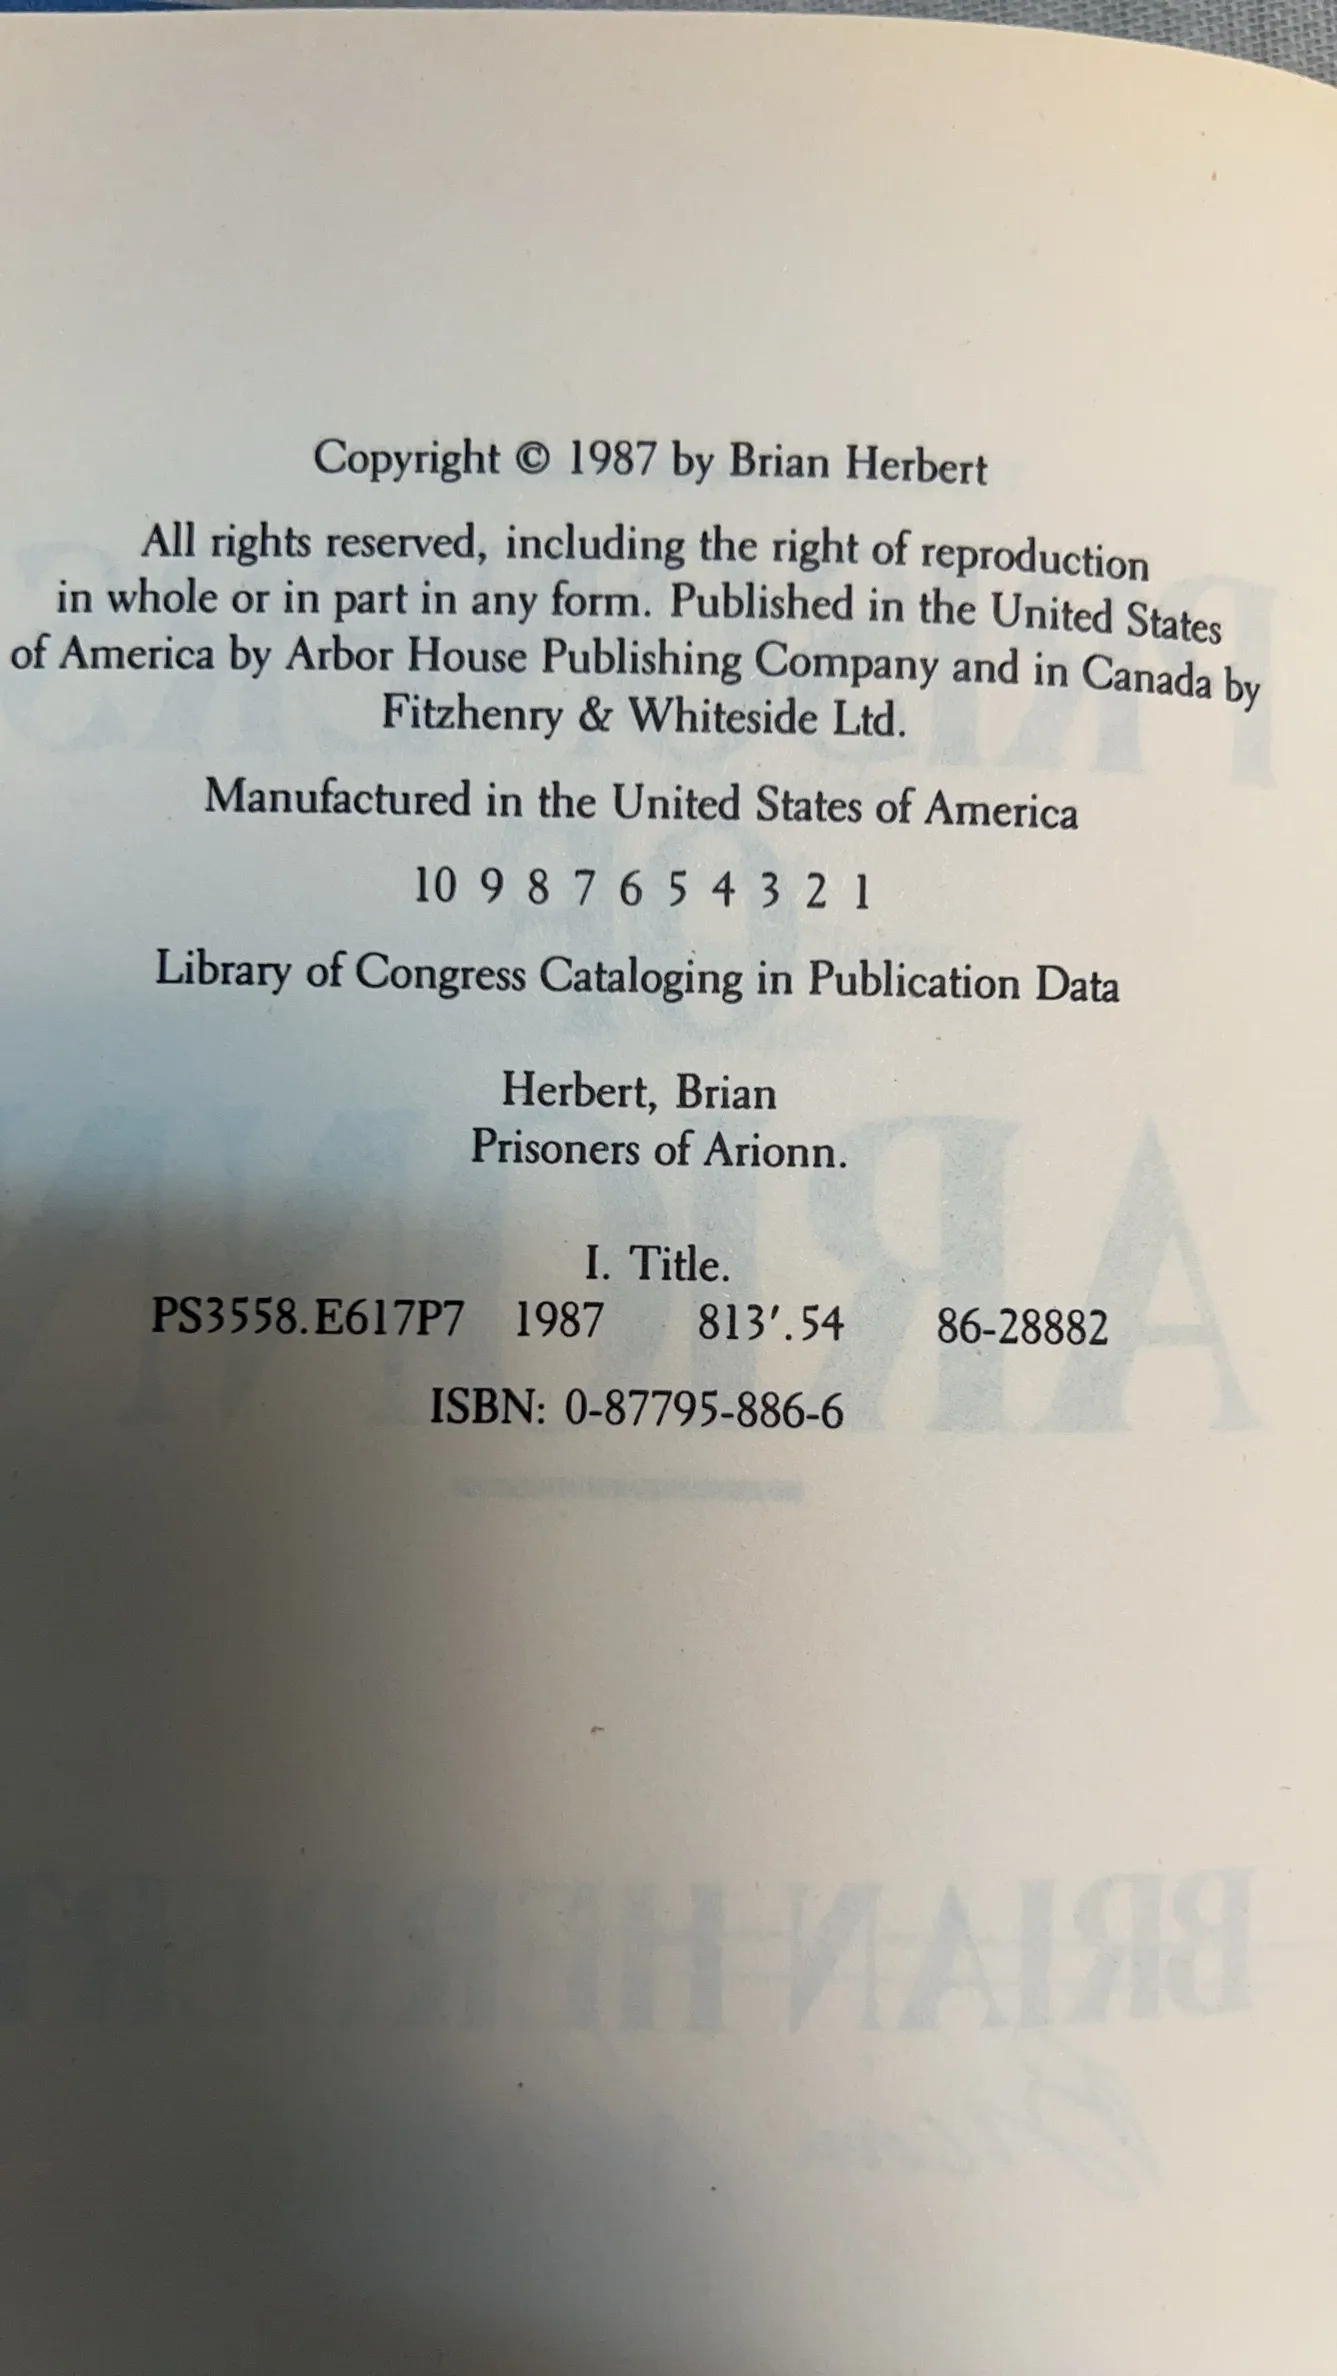 Copyright © 1987 by Brian Herbert
All rights reserved, including the right of reproduction
in whole or in part in any form. Published in the United States
of America by Arbor House Publishing Company and in Canada by
Fitzhenry & Whiteside Ltd.
Manufactured in the United States of America
10 9 8 7 6 5 4 3 2 1
Library of Congress Cataloging in Publication Data
Herbert, Brian
Prisoners of Arionn.
I. Title.
PS3558.E617P7 1987 813'.54 86-28882
ISBN: 0-87795-886-6